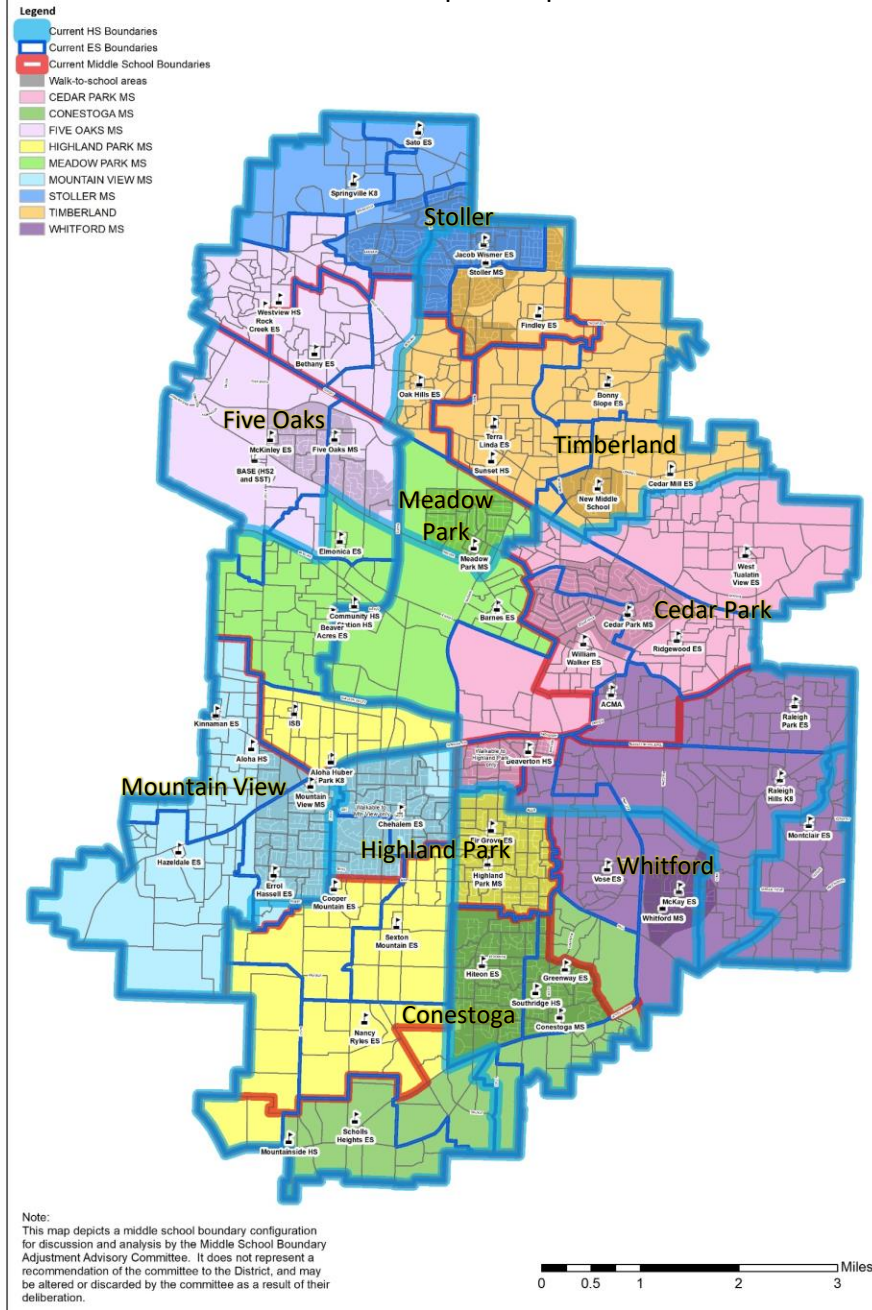 Legend
Current HS Boundaries
Current ES Boundaries
Current Middle School Boundaries
Walk-to-school areas
CEDAR PARK MS
CONESTOGA MS
FIVE OAKS MS
HIGHLAND PARK MS
MEADOW PARK MS
MOUNTAIN VIEW MS
STOLLER MS
TIMBERLAND
WHITFORD MS
Sato ES
Springville K8
Stoller
Jacob Wismer ES
Stoller MS
Westview HS
Rock
Creek ES
Findley ES
Bethany ES
Oak Hills ES
Bonny
Slope ES
Five Oaks
McKinley ES
Five Oaks MS
BASE (HS2
and SST)
Terra
Linda ES
Sunset HS
Timberland
Cedar Mill ES
New Middle
School
Meadow
Park
Elmonica ES
Meadow
Park MS
West
Tualatin
View ES
Cedar Park
Community HS
Beaver
Acres ES
Barnes ES
Cedar Park MS
William
Walker ES
Ridgewood ES
Kinnaman ES
ISB
ACMA
Raleigh
Park ES
Aloha HS
Walkable to
Highland Park
only
Beaverton HS
Aloha Huber
Park K8
Mountain View
Mountain
View MS
Walkable to
Mtn View only
Chehalem ES
Raleigh
Hills K8
Montclair ES
Hazeldale ES
Highland Park
Fir Grove ES
Highland
Park MS
Whitford
Vose ES
McKay ES
Whitford MS
Errol
Hassell ES
Cooper
Mountain ES
Sexton
Mountain ES
Hiteon ES
Greenway ES
Southridge HS
Conestoga
Conestoga MS
Nancy
Ryles ES
Scholls
Heights ES
Mountainside HS
Note:
This map depicts a middle school boundary configuration
for discussion and analysis by the Middle School Boundary
Adjustment Advisory Committee. It does not represent a
recommendation of the committee to the District, and may
be altered or discarded by the committee as a result of their
deliberation.
Miles
0 0.5 1 2 3